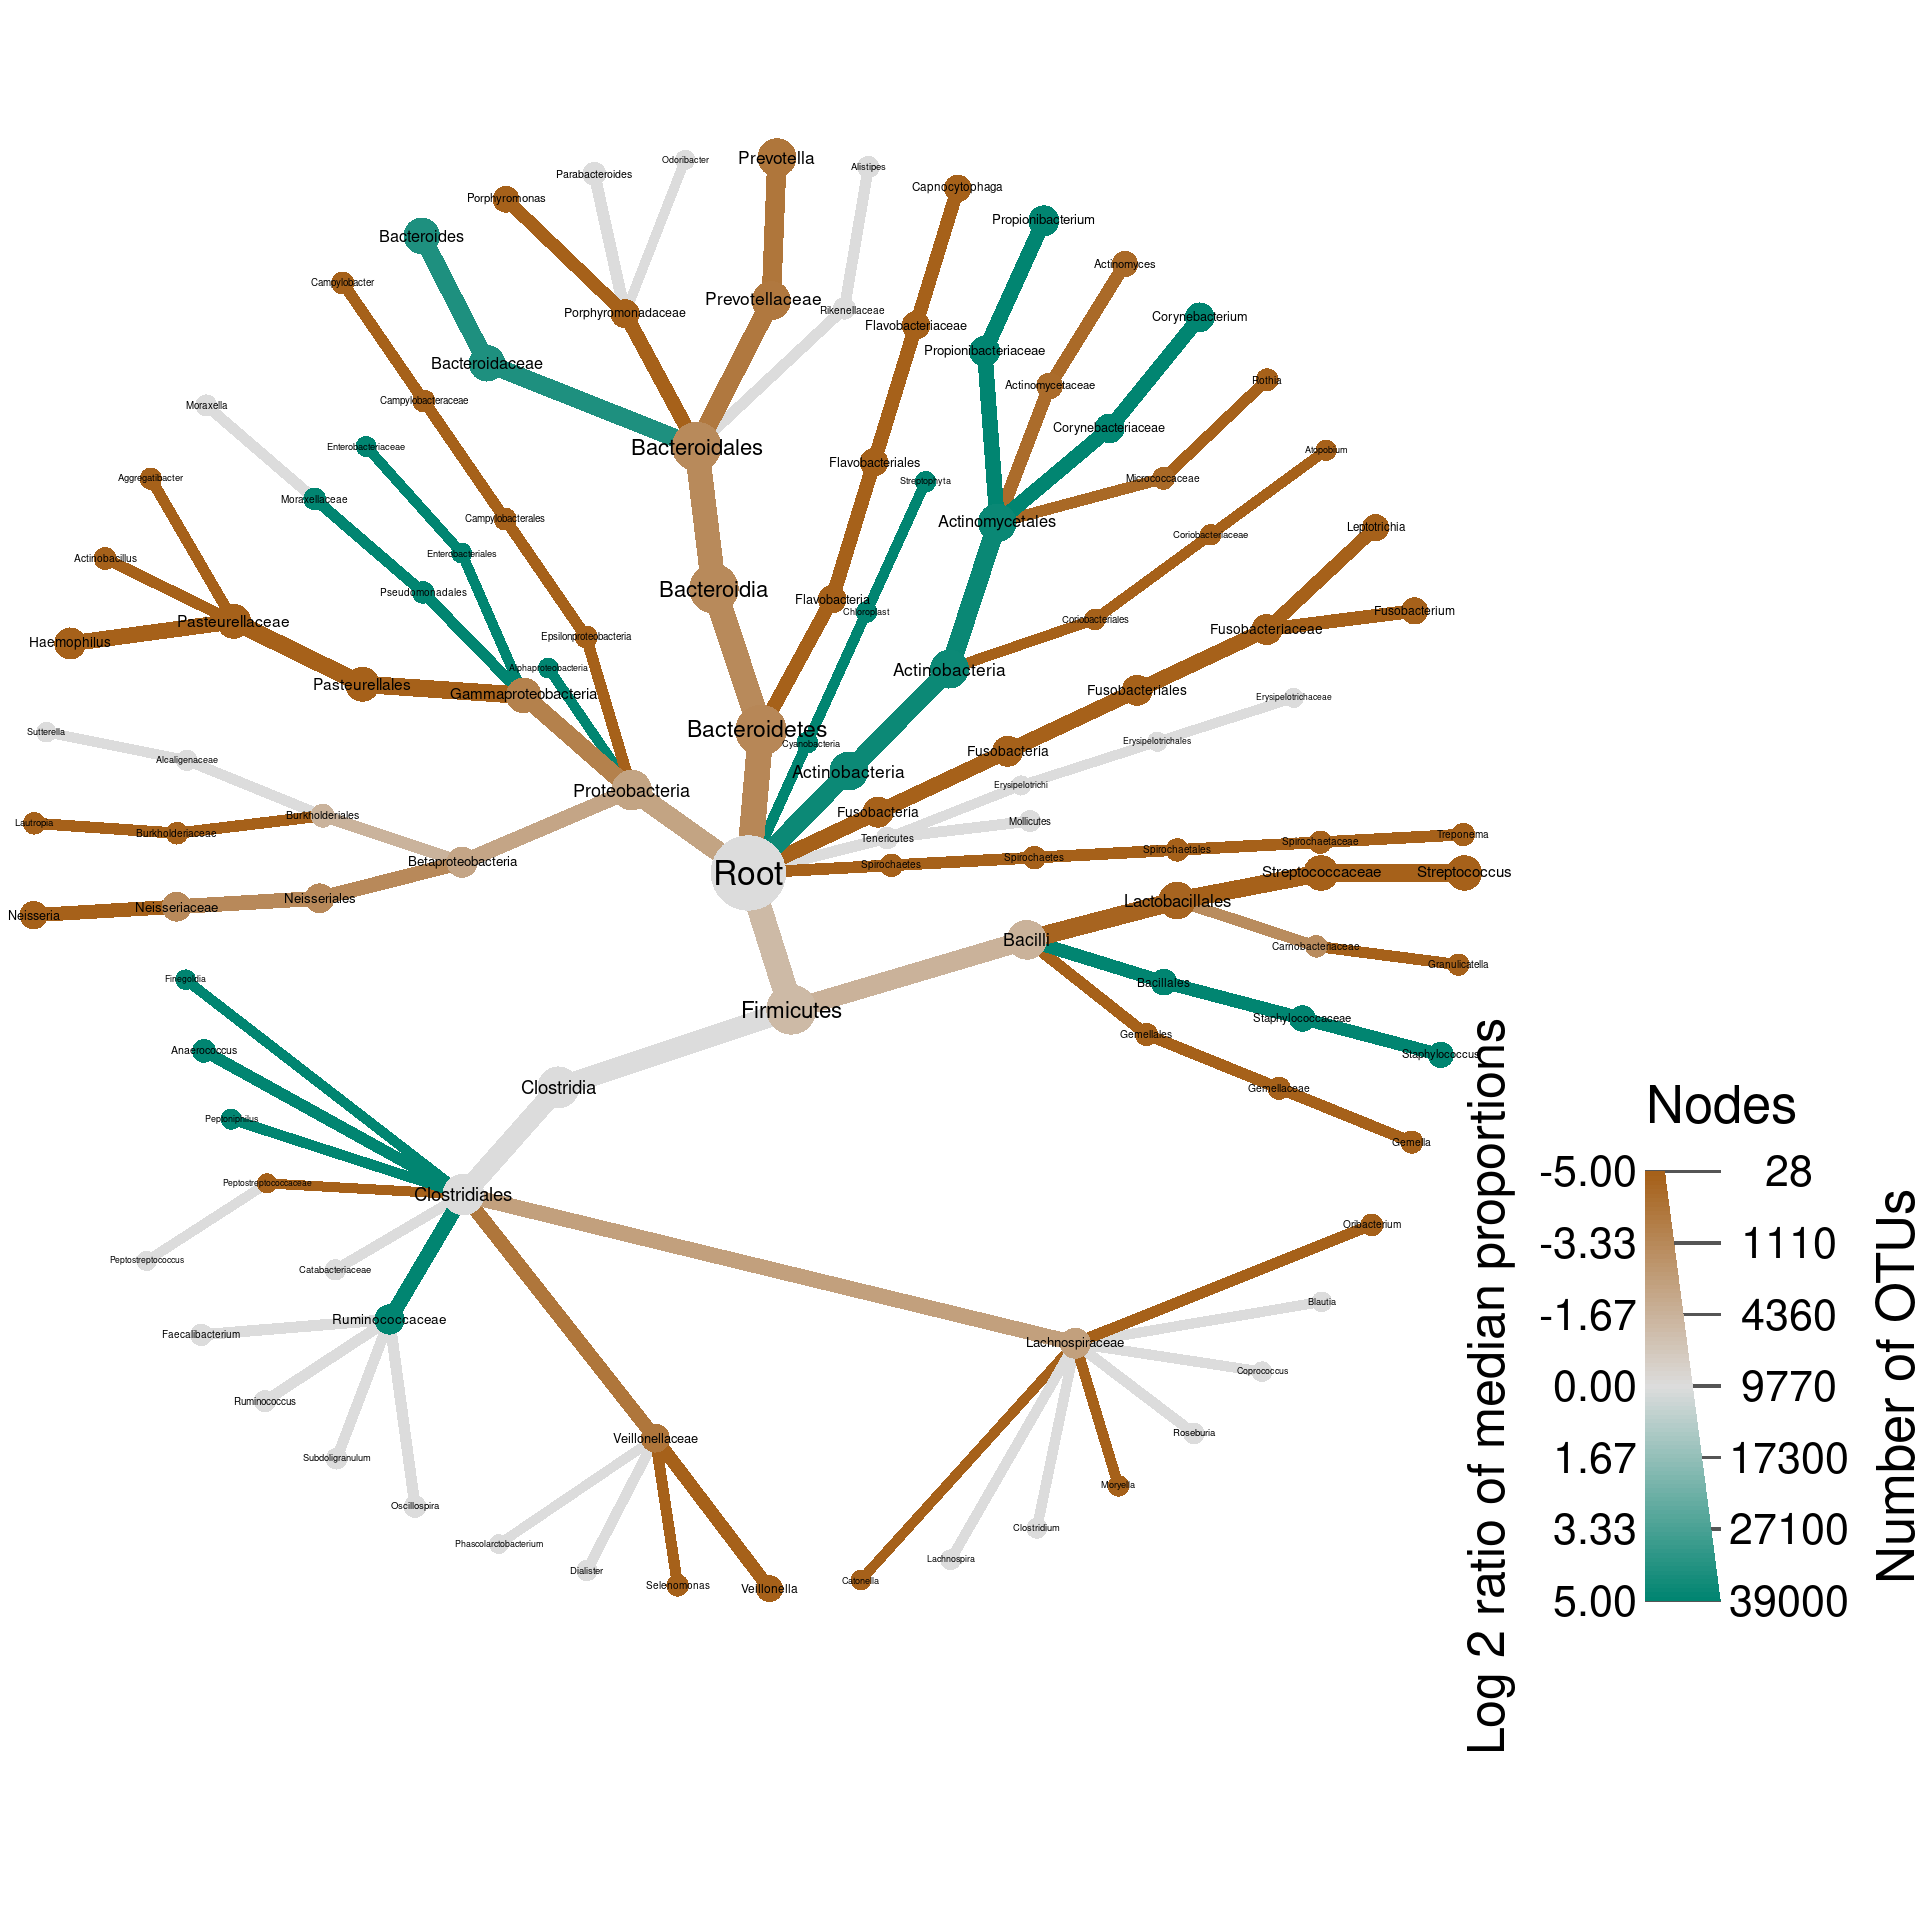 Prevotella
Odoribacter
Alistipes
Parabacteroides
Capnocytophaga
Porphyromonas
Propionibacterium
Bacteroides
Actinomyces
Campylobacter
Prevotellaceae
Rikenellaceae
Porphyromonadaceae
Corynebacterium
Flavobacteriaceae
Propionibacteriaceae
Bacteroidaceae
Rothia
Actinomycetaceae
Campylobacteraceae
Moraxella
Corynebacteriaceae
Enterobacteriaceae
Bacteroidales
Atopobium
Flavobacteriales
Aggregatibacter
Micrococcaceae
Streptophyta
Moraxellaceae
Campylobacterales
Actinomycetales
Leptotrichia
Coriobacteriaceae
Enterobacteriales
Actinobacillus
Bacteroidia
Pseudomonadales
Flavobacteria
Chloroplast
Fusobacterium
Coriobacteriales
Pasteurellaceae
Fusobacteriaceae
Epsilonproteobacteria
Haemophilus
Alphaproteobacteria
Actinobacteria
Pasteurellales
Gammaproteobacteria
Fusobacteriales
Erysipelotrichaceae
Bacteroidetes
Sutterella
Cyanobacteria
Erysipelotrichales
Fusobacteria
Alcaligenaceae
Actinobacteria
Erysipelotrichi
Proteobacteria
Fusobacteria
Burkholderiales
Mollicutes
Lautropia
Burkholderiaceae
Tenericutes
Treponema
Spirochaetaceae
Spirochaetales
Spirochaetes
Spirochaetes
Betaproteobacteria
Root
Streptococcaceae
Streptococcus
Neisseriales
Lactobacillales
Neisseriaceae
Neisseria
Bacilli
Carnobacteriaceae
Granulicatella
Finegoldia
Bacillales
Firmicutes
Staphylococcaceae
Gemellales
Anaerococcus
Staphylococcus
Clostridia
Gemellaceae
Peptoniphilus
Gemella
Peptostreptococcaceae
Clostridiales
Oribacterium
Peptostreptococcus
Catabacteriaceae
Blautia
Ruminococcaceae
Faecalibacterium
Lachnospiraceae
Coprococcus
Ruminococcus
Roseburia
Veillonellaceae
Subdoligranulum
Moryella
Oscillospira
Clostridium
Phascolarctobacterium
Lachnospira
Dialister
Catonella
Selenomonas
Veillonella
Nodes
-5.00 28
-3.33 1110
-1.67 4360
0.00 9770
1.67 17300
3.33 27100
5.00 39000
Log 2 ratio of median proportions
Number of OTUs